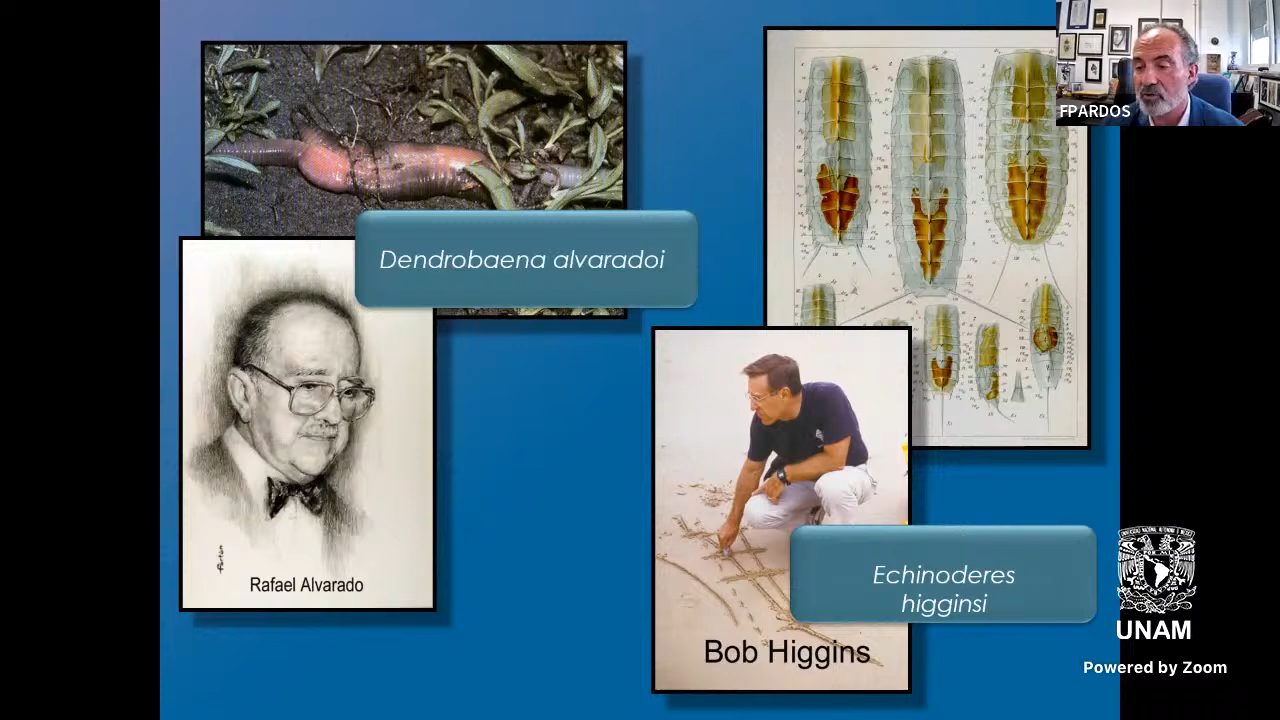 FPARDOS
Dendrobaena alvaradoi
Rafael Alvarado
Echinoderes
higginsi
Bob Higgins
UNAM
Powered by Zoom